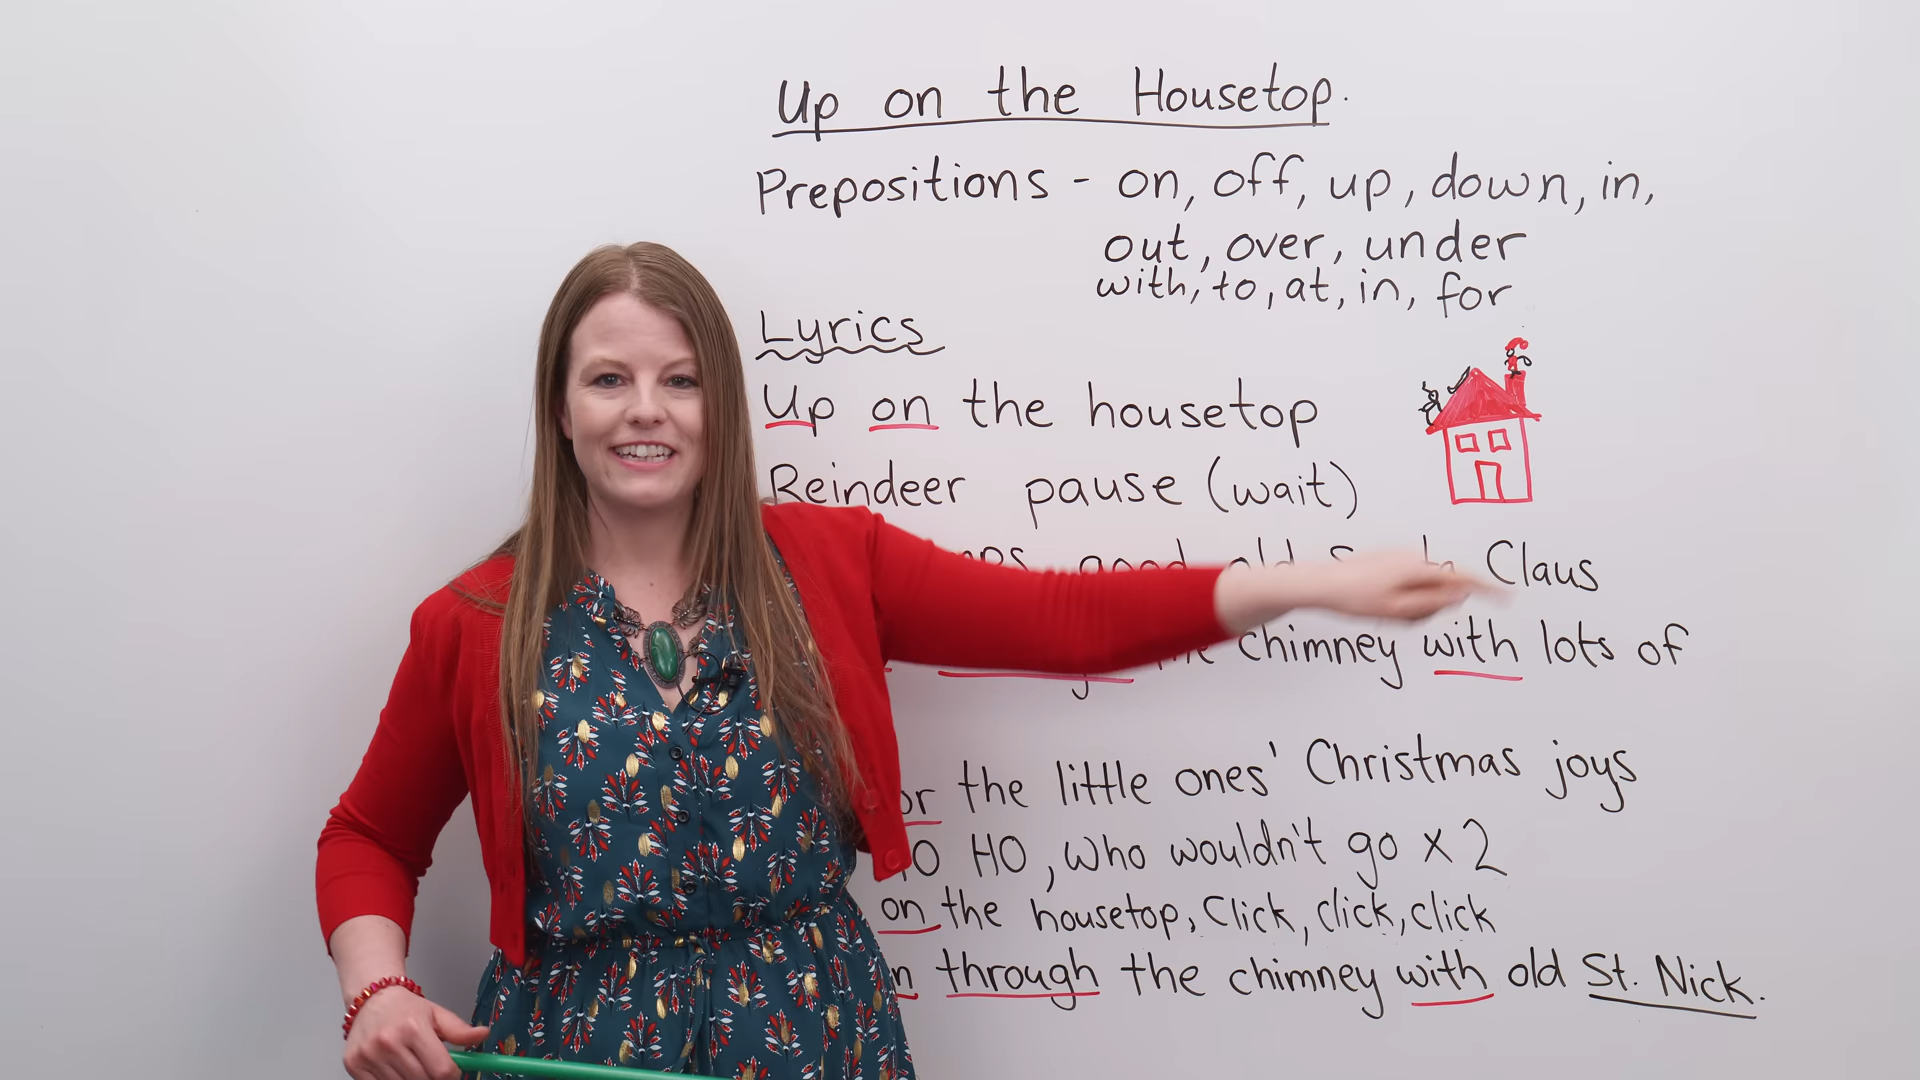 Up on the Housetop.
Prepositions - on, off, up, down, in,
out, over, under
with, to, at, in, for
Lyrics
Up on the housetop
Reindeer pause (wait)
good old Claus
chimney with lots of
the little ones' Christmas joys
HO, who wouldn't go x 2
on the housetop, Click, click, click
through the chimney with old St. Nick.